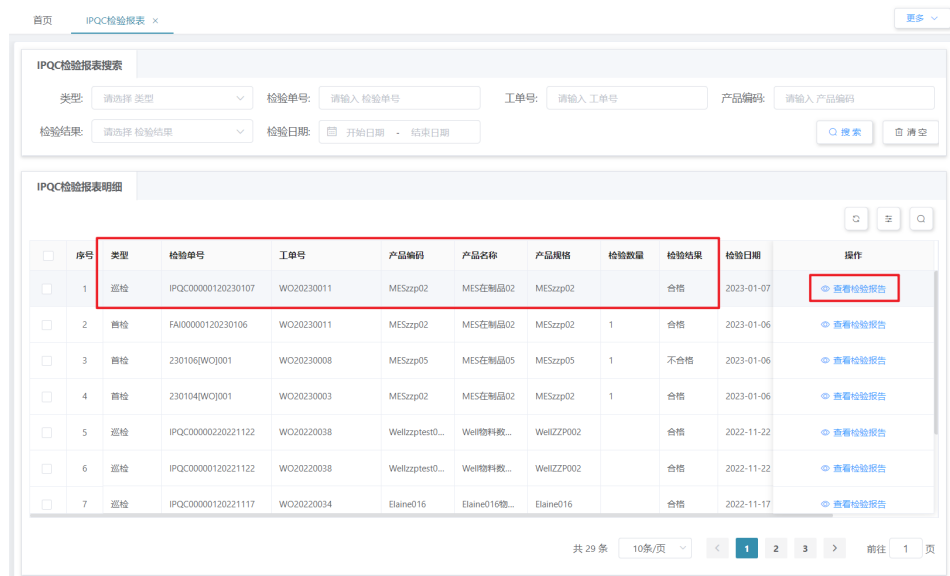 首页 IPQC检验报表 × 更多
IPQC检验报表搜索
类型: 请选择 类型 检验单号: 请输入 检验单号 工单号: 请输入 工单号 产品编码: 请输入 产品编码
检验结果: 请选择 检验结果 检验日期: 开始日期 - 结束日期 搜索 清空
IPQC检验报表明细
序号 类型 检验单号 工单号 产品编码 产品名称 产品规格 检验数量 检验结果 检验日期 操作
1 巡检 IPQC00000120230107 WO20230011 MESzzp02 MES在制品02 MESzzp02 合格 2023-01-07 查看检验报告
2 首检 FAI00000120230106 WO20230011 MESzzp02 MES在制品02 MESzzp02 1 合格 2023-01-06 查看检验报告
3 首检 230106[WO]001 WO20230008 MESzzp05 MES在制品05 MESzzp05 1 不合格 2023-01-06 查看检验报告
4 首检 230104[WO]001 WO20230003 MESzzp02 MES在制品02 MESzzp02 1 合格 2023-01-06 查看检验报告
5 巡检 IPQC00000220221122 WO20220038 Wellzzptest0... Well物料数... WellZZP002 合格 2022-11-22 查看检验报告
6 巡检 IPQC00000120221122 WO20220038 Wellzzptest0... Well物料数... WellZZP002 合格 2022-11-22 查看检验报告
7 巡检 IPQC00000120221117 WO20220034 Elaine016 Elaine016物... Elaine016 合格 2022-11-17 查看检验报告
共 29 条 10条/页 < 1 2 3 > 前往 1 页